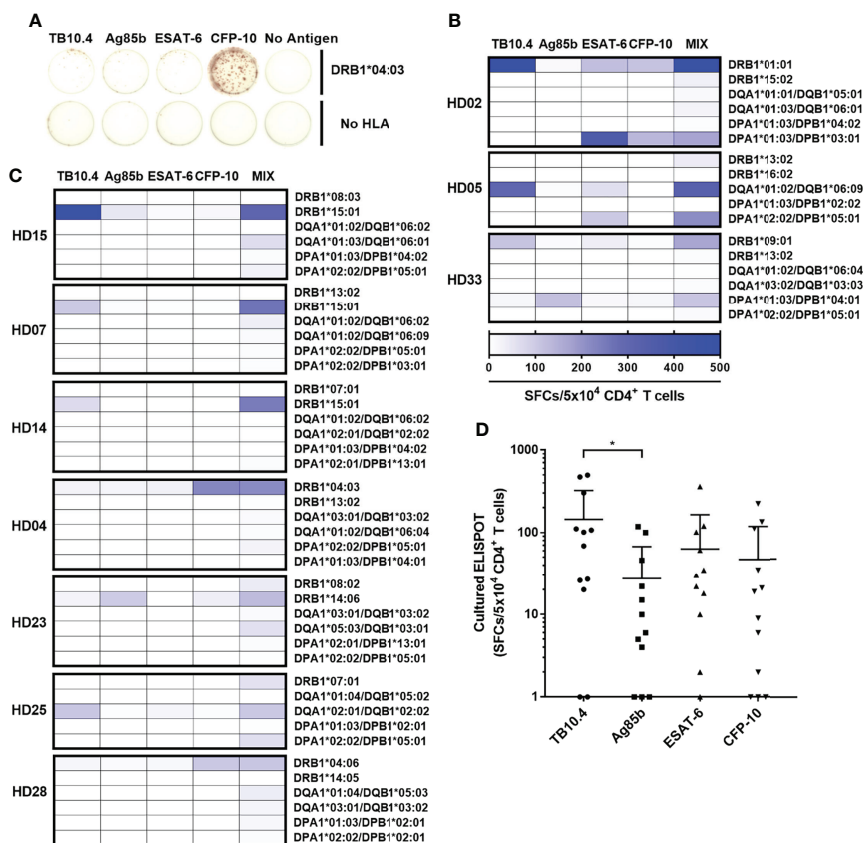 A
TB10.4 Ag85b ESAT-6 CFP-10 No Antigen
DRB1*04:03
No HLA
B
TB10.4 Ag85b ESAT-6 CFP-10 MIX
HD02
DRB1*01:01
DRB1*15:02
DQA1*01:01/DQB1*05:01
DQA1*01:03/DQB1*06:01
DPA1*01:03/DPB1*04:02
DPA1*01:03/DPB1*03:01
HD05
DRB1*13:02
DRB1*16:02
DQA1*01:02/DQB1*06:09
DPA1*01:03/DPB1*02:02
DPA1*02:02/DPB1*05:01
HD33
DRB1*09:01
DRB1*13:02
DQA1*01:02/DQB1*06:04
DQA1*03:02/DQB1*03:03
DPA1*01:03/DPB1*04:01
DPA1*02:02/DPB1*05:01
0 100 200 300 400 500
SFCs/5x10⁴ CD4⁺ T cells
C
TB10.4 Ag85b ESAT-6 CFP-10 MIX
HD15
DRB1*08:03
DRB1*15:01
DQA1*01:02/DQB1*06:02
DQA1*01:03/DQB1*06:01
DPA1*01:03/DPB1*04:02
DPA1*02:02/DPB1*05:01
HD07
DRB1*13:02
DRB1*15:01
DQA1*01:02/DQB1*06:02
DQA1*01:02/DQB1*06:09
DPA1*02:02/DPB1*05:01
DPA1*02:02/DPB1*03:01
HD14
DRB1*07:01
DRB1*15:01
DQA1*01:02/DQB1*06:02
DQA1*02:01/DQB1*02:02
DPA1*01:03/DPB1*04:02
DPA1*02:01/DPB1*13:01
HD04
DRB1*04:03
DRB1*13:02
DQA1*03:01/DQB1*03:02
DQA1*01:02/DQB1*06:04
DPA1*02:02/DPB1*05:01
DPA1*01:03/DPB1*04:01
HD23
DRB1*08:02
DRB1*14:06
DQA1*03:01/DQB1*03:02
DQA1*05:03/DQB1*03:01
DPA1*02:01/DPB1*13:01
DPA1*02:02/DPB1*05:01
HD25
DRB1*07:01
DQA1*01:04/DQB1*05:02
DQA1*02:01/DQB1*02:02
DPA1*01:03/DPB1*02:01
DPA1*02:02/DPB1*05:01
HD28
DRB1*04:06
DRB1*14:05
DQA1*01:04/DQB1*05:03
DQA1*03:01/DQB1*03:02
DPA1*01:03/DPB1*02:01
DPA1*02:02/DPB1*02:01
D
*
Cultured ELISPOT
(SFCs/5x10⁴ CD4⁺ T cells)
1000
100
10
1
TB10.4 Ag85b ESAT-6 CFP-10